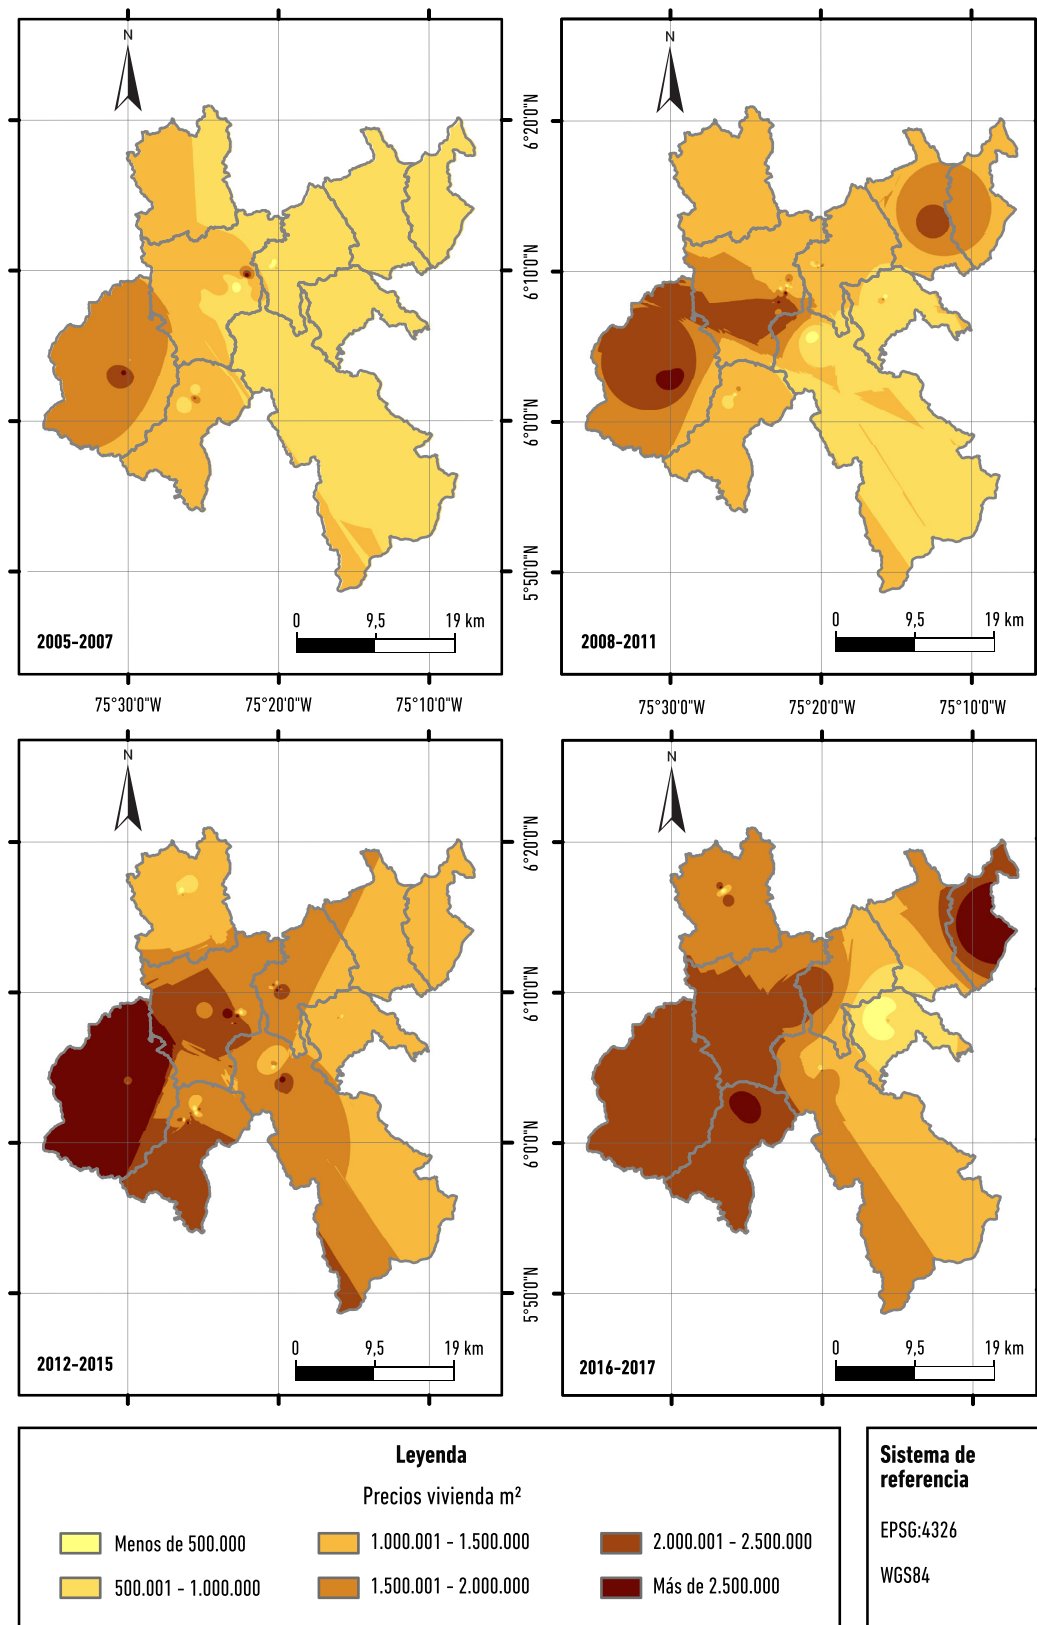 N
N
6°20'0"N
6°10'0"N
6°0'0"N
5°50'0"N
0 9,5 19 km
0 9,5 19 km
2005-2007
2008-2011
75°30'0"W 75°20'0"W 75°10'0"W
75°30'0"W 75°20'0"W 75°10'0"W
N
N
6°20'0"N
6°10'0"N
6°0'0"N
5°50'0"N
0 9,5 19 km
0 9,5 19 km
2012-2015
2016-2017
Leyenda
Precios vivienda m²
Menos de 500.000
500.001 - 1.000.000
1.000.001 - 1.500.000
1.500.001 - 2.000.000
2.000.001 - 2.500.000
Más de 2.500.000
Sistema de
referencia
EPSG:4326
WGS84